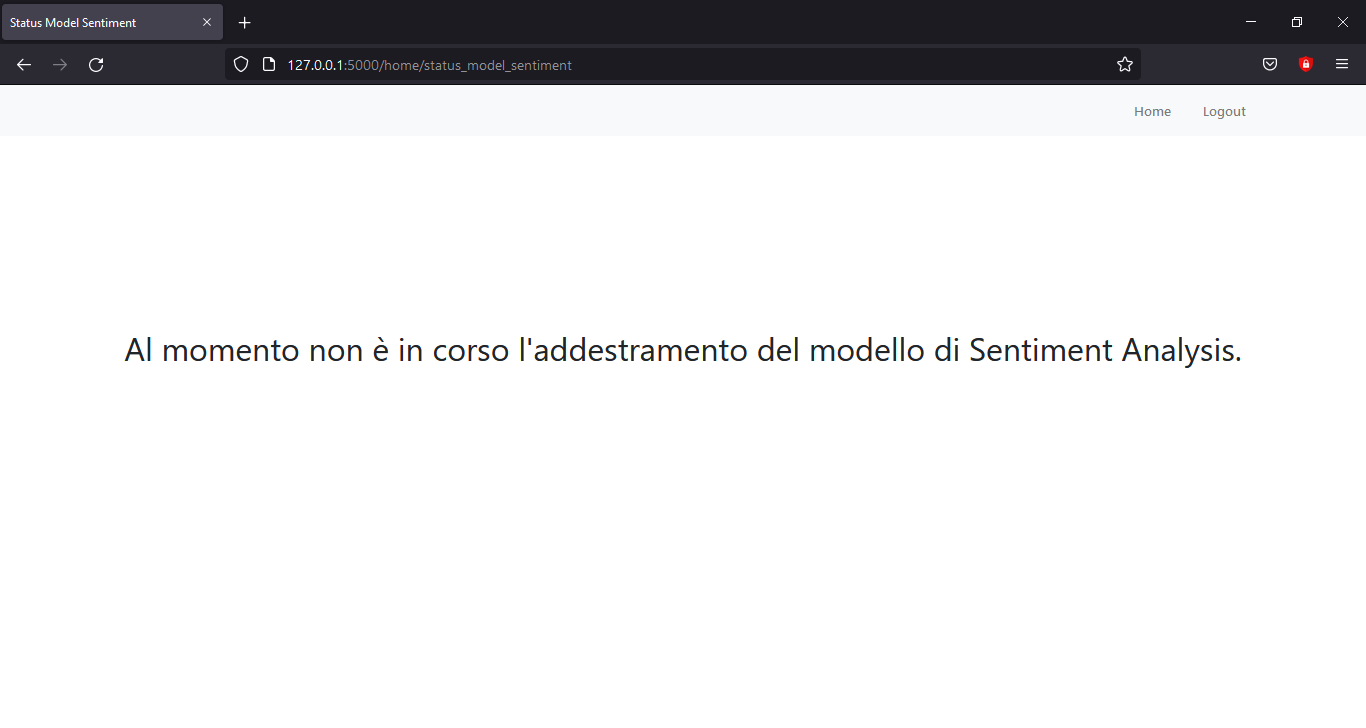 Status Model Sentiment
127.0.0.1:5000/home/status_model_sentiment
Home Logout
Al momento non è in corso l'addestramento del modello di Sentiment Analysis.